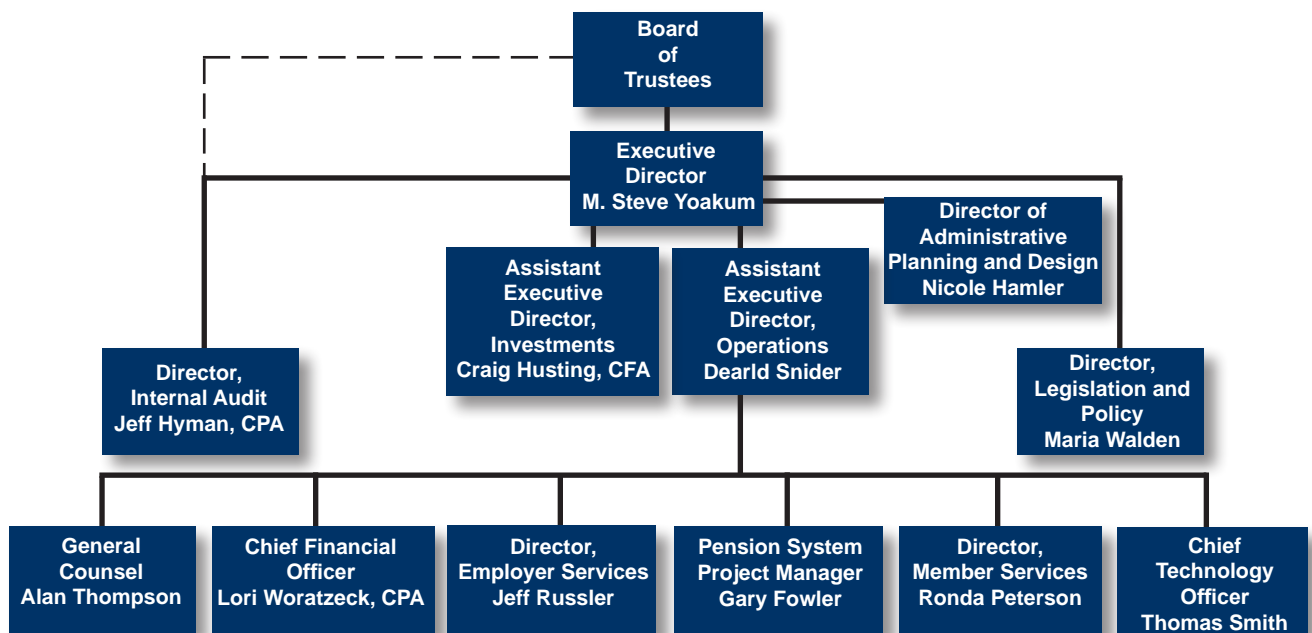 Board
of
Trustees
Executive
Director
M. Steve Yoakum
Director of
Administrative
Planning and Design
Nicole Hamler
Assistant
Executive
Director,
Investments
Craig Husting, CFA
Assistant
Executive
Director,
Operations
Dearld Snider
Director,
Internal Audit
Jeff Hyman, CPA
Director,
Legislation and
Policy
Maria Walden
General
Counsel
Alan Thompson
Chief Financial
Officer
Lori Woratzeck, CPA
Director,
Employer Services
Jeff Russler
Pension System
Project Manager
Gary Fowler
Director,
Member Services
Ronda Peterson
Chief
Technology
Officer
Thomas Smith